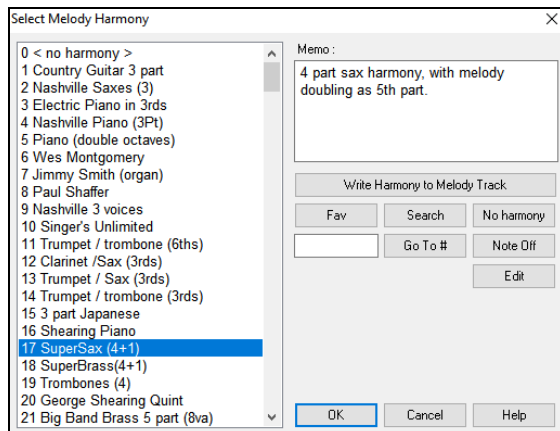 Select Melody Harmony
0 < no harmony >
1 Country Guitar 3 part
2 Nashville Saxes (3)
3 Electric Piano in 3rds
4 Nashville Piano (3Pt)
5 Piano (double octaves)
6 Wes Montgomery
7 Jimmy Smith (organ)
8 Paul Shaffer
9 Nashville 3 voices
10 Singer's Unlimited
11 Trumpet / trombone (6ths)
12 Clarinet /Sax (3rds)
13 Trumpet / Sax (3rds)
14 Trumpet / trombone (3rds)
15 3 part Japanese
16 Shearing Piano
17 SuperSax (4+1)
18 SuperBrass(4+1)
19 Trombones (4)
20 George Shearing Quint
21 Big Band Brass 5 part (8va)
Memo :
4 part sax harmony, with melody
doubling as 5th part.
Write Harmony to Melody Track
Fav Search No harmony
Go To # Note Off
Edit
OK Cancel Help